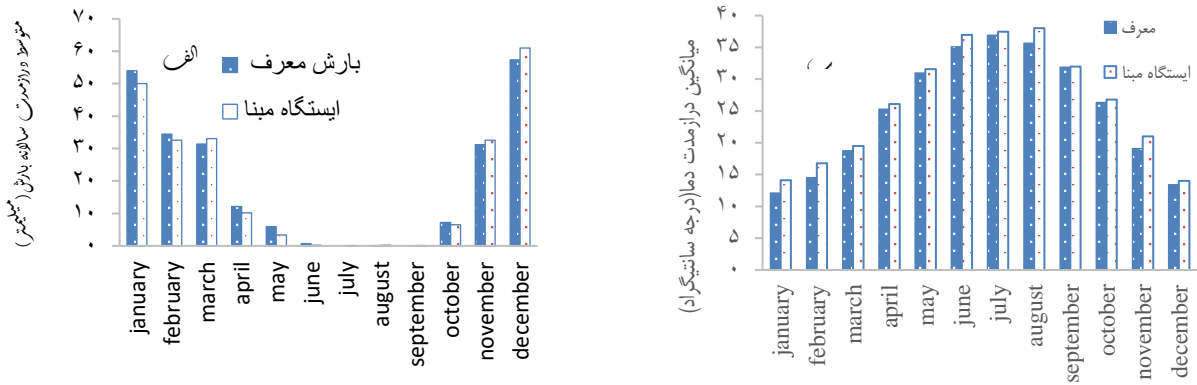 متوسط درازمدت سالانه بارش(میلیمتر)
۷۰
۶۰
۵۰
۴۰
۳۰
۲۰
۱۰
۰
الف
بارش معرف
ایستگاه مبنا
january
february
march
april
may
june
july
august
september
october
november
december
میانگین درازمدت دما(درجه سانتیگراد)
۴۰
۳۵
۳۰
۲۵
۲۰
۱۵
۱۰
۵
۰
معرف
ایستگاه مبنا
january
february
march
april
may
june
july
august
september
october
november
december